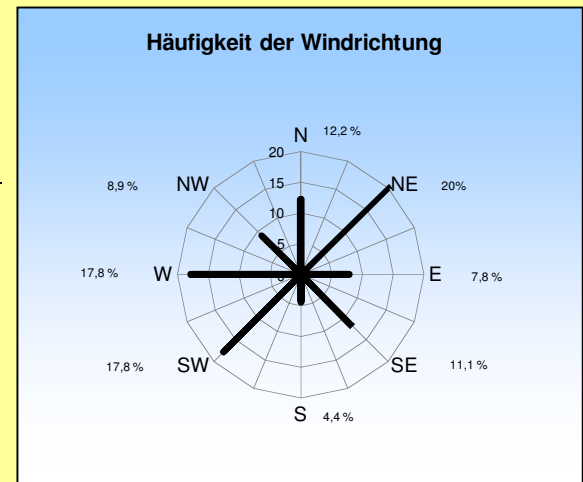 Häufigkeit der Windrichtung
N 12,2 %
20
NW 8,9 %
15
NE 20%
10
5
0
W 17,8 %
E 7,8 %
SW 17,8 %
SE 11,1 %
S 4,4 %